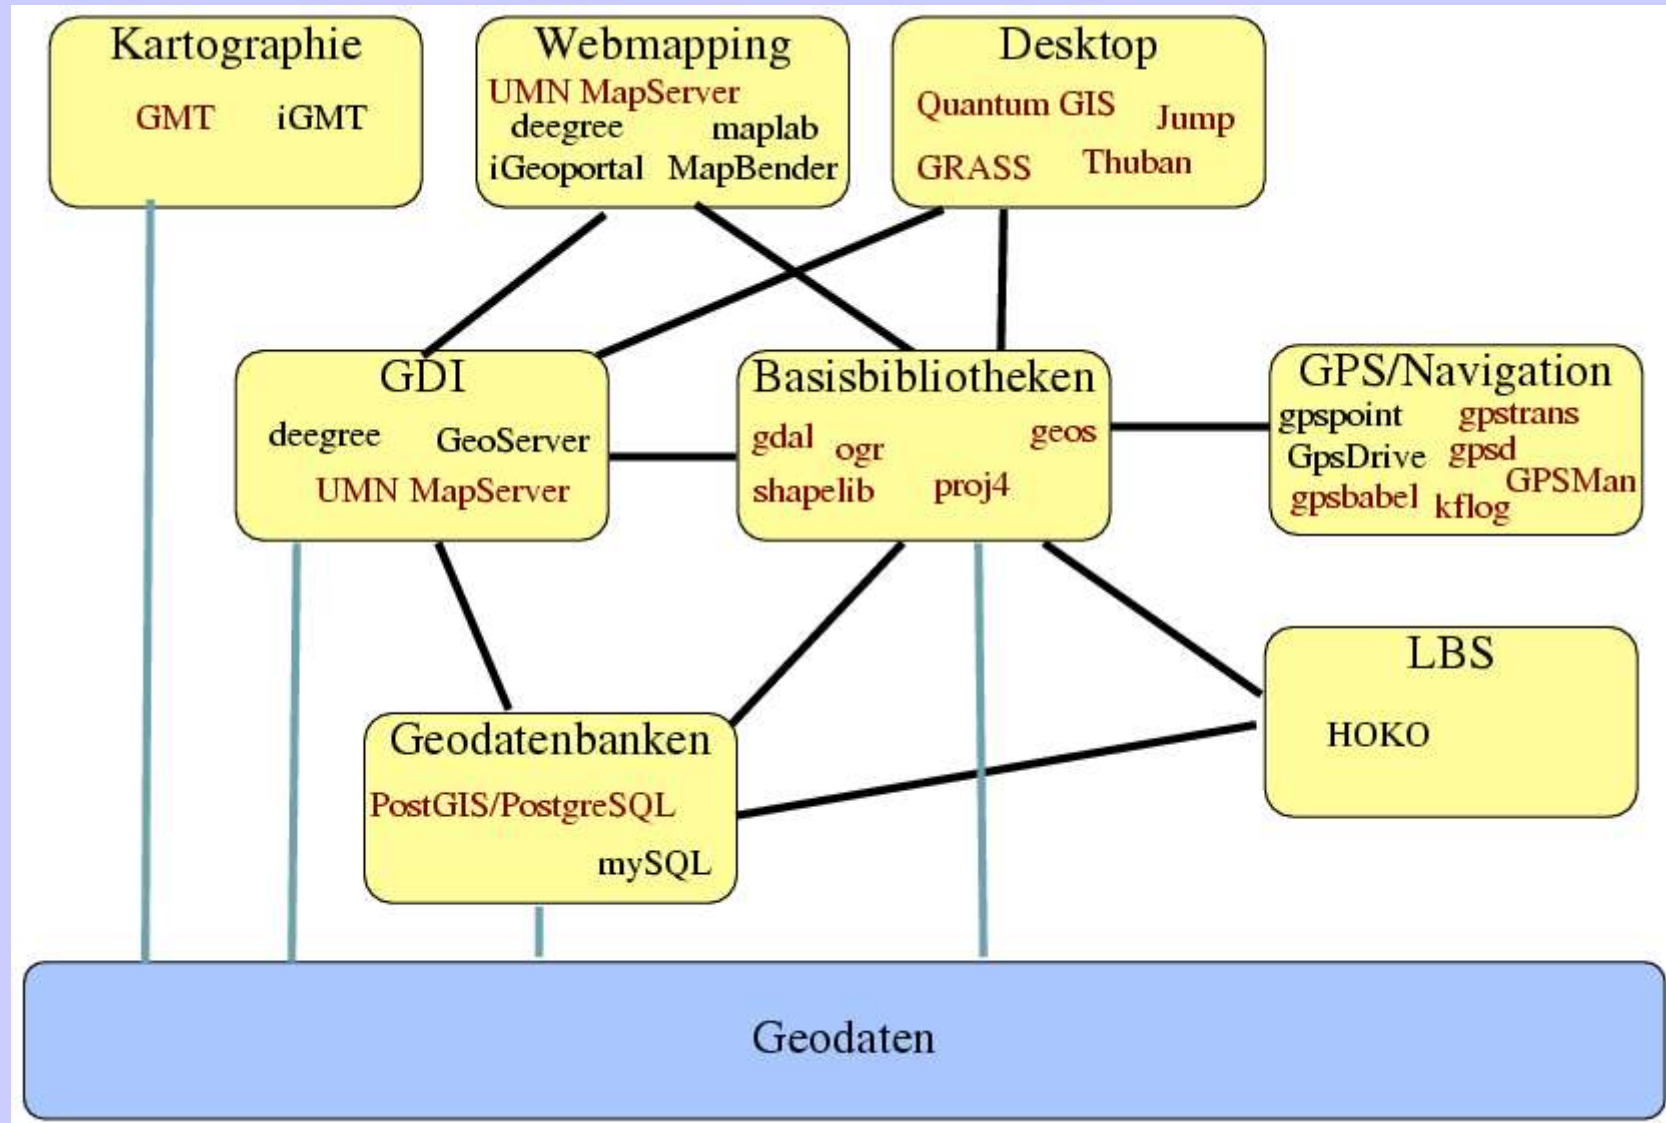 Kartographie
GMT iGMT
Webmapping
UMN MapServer
deegree maplab
iGeoportal MapBender
Desktop
Quantum GIS Jump
GRASS Thuban
GDI
deegree GeoServer
UMN MapServer
Basisbibliotheken
gdal ogr geos
shapelib proj4
GPS/Navigation
gpspoint gpstrans
GpsDrive gpsd
gpsbabel kflog GPSMan
LBS
HOKO
Geodatenbanken
PostGIS/PostgreSQL
mySQL
Geodaten